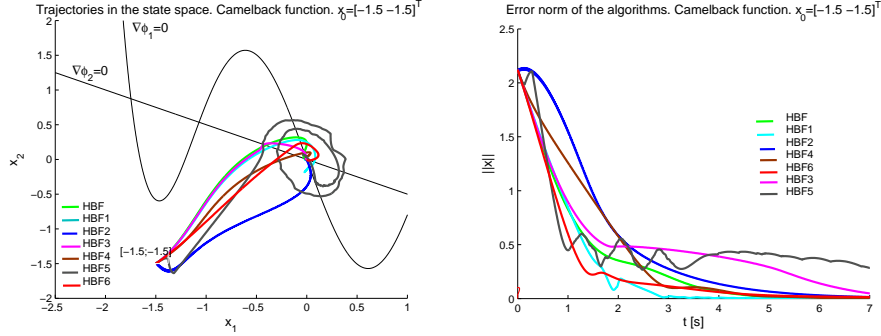 Trajectories in the state space. Camelback function. x₀=[-1.5 -1.5]ᵀ
∇ϕ₁=0
∇ϕ₂=0
2
1.5
1
0.5
0
-0.5
-1
-1.5
-2
x₂
HBF
HBF1
HBF2
HBF3
HBF4
HBF5
HBF6
[-1.5;-1.5]
-2.5
-2
-1.5
-1
-0.5
0
0.5
1
x₁
Error norm of the algorithms. Camelback function. x₀=[-1.5 -1.5]ᵀ
2.5
2
1.5
1
0.5
0
||x||
HBF
HBF1
HBF2
HBF4
HBF6
HBF3
HBF5
0
1
2
3
4
5
6
7
t [s]